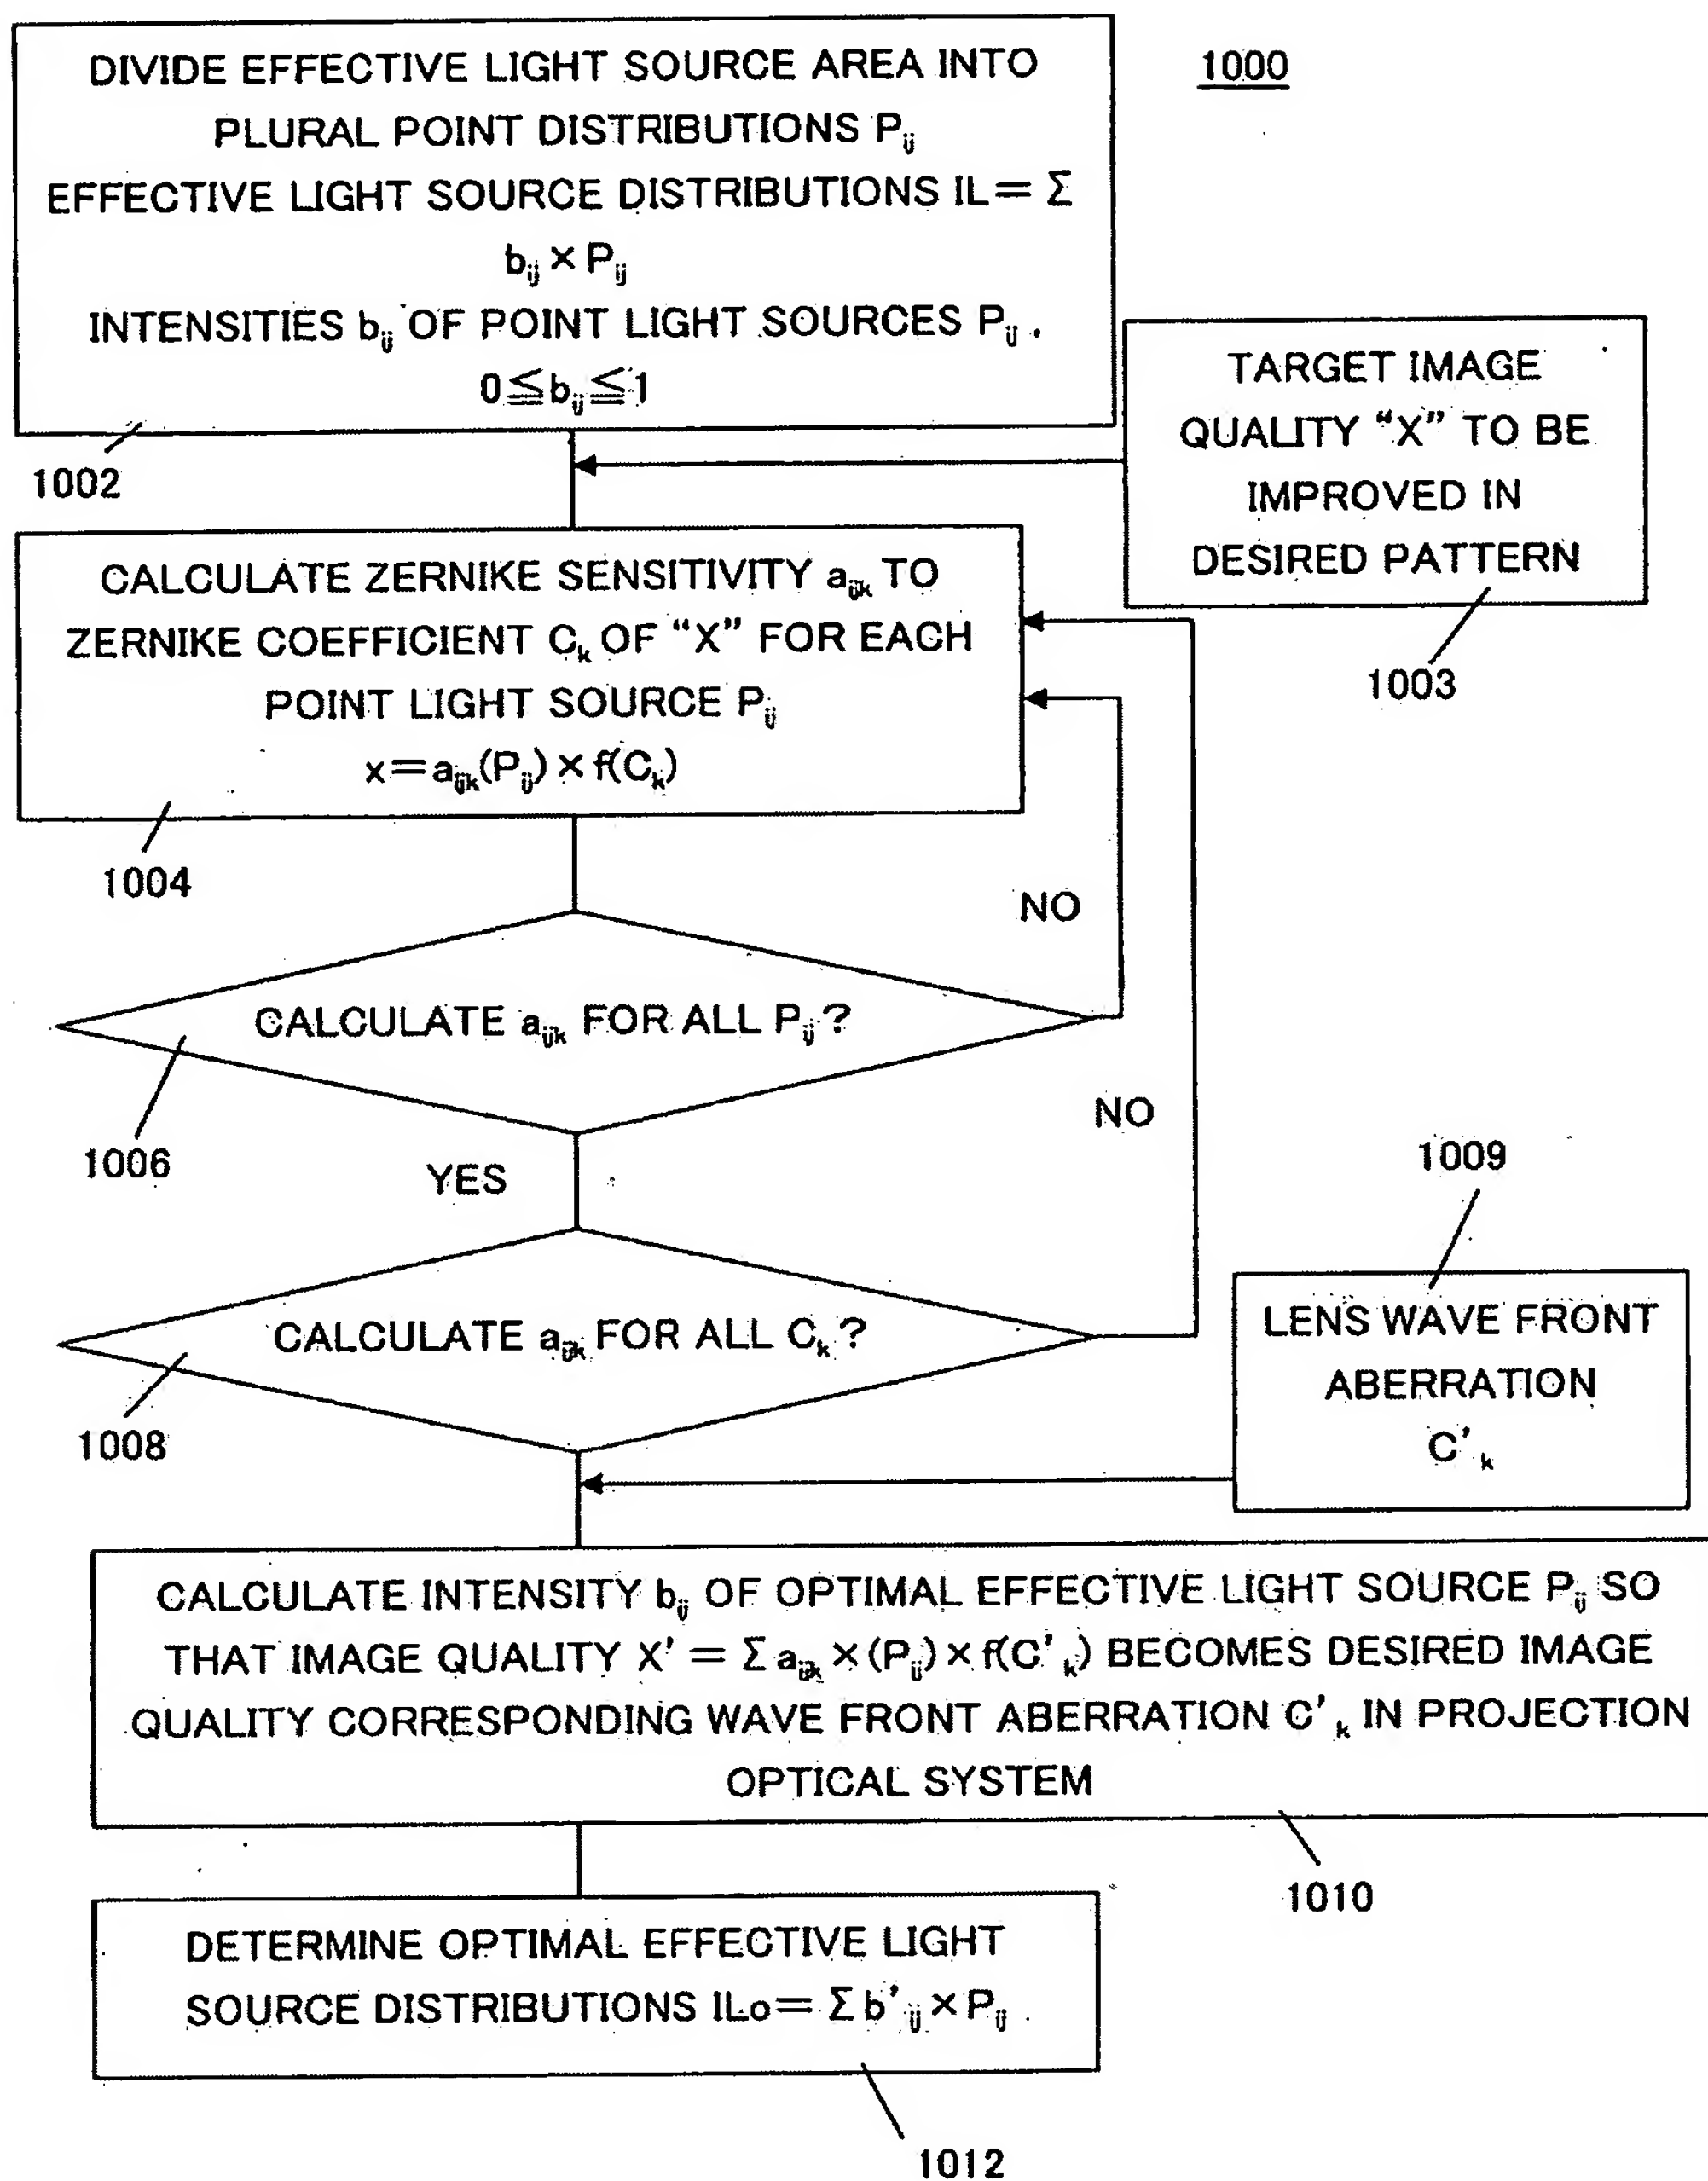 1000
DIVIDE EFFECTIVE LIGHT SOURCE AREA INTO
PLURAL POINT DISTRIBUTIONS Pij
EFFECTIVE LIGHT SOURCE DISTRIBUTIONS IL=Σ
bij×Pij
INTENSITIES bij OF POINT LIGHT SOURCES Pij.
0≦bij≦1
1002
TARGET IMAGE
QUALITY “X” TO BE
IMPROVED IN
DESIRED PATTERN
1003
CALCULATE ZERNIKE SENSITIVITY aijk TO
ZERNIKE COEFFICIENT Ck OF “X” FOR EACH
POINT LIGHT SOURCE Pij
x=aijk(Pij)×f(Ck)
1004
NO
CALCULATE aijk FOR ALL Pij?
1006
YES
NO
CALCULATE aijk FOR ALL Ck?
1008
1009
LENS WAVE FRONT
ABERRATION
C'k
CALCULATE INTENSITY bij OF OPTIMAL EFFECTIVE LIGHT SOURCE Pij SO
THAT IMAGE QUALITY X' = Σaijk×(Pij)×f(C'k) BECOMES DESIRED IMAGE
QUALITY CORRESPONDING WAVE FRONT ABERRATION C'k IN PROJECTION
OPTICAL SYSTEM
1010
DETERMINE OPTIMAL EFFECTIVE LIGHT
SOURCE DISTRIBUTIONS ILo=Σb'ij×Pij
1012